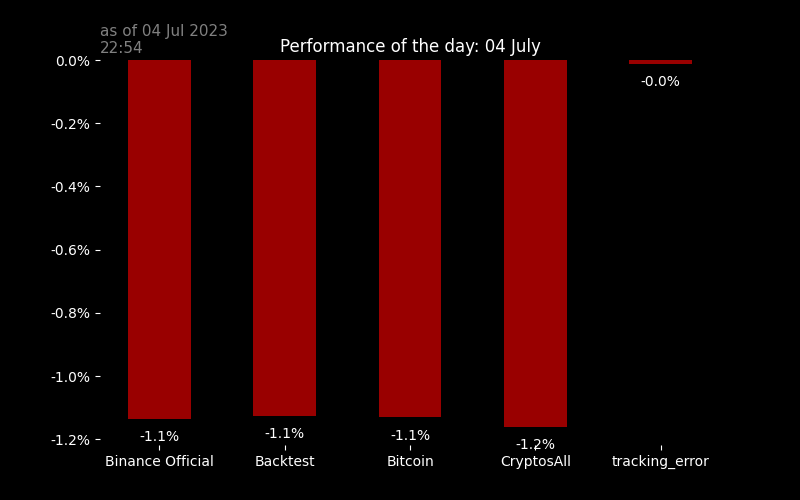 as of 04 Jul 2023
22:54
Performance of the day: 04 July
0.0%
-0.2%
-0.4%
-0.6%
-0.8%
-1.0%
-1.2%
-1.1%
-1.1%
-1.1%
-1.2%
-0.0%
Binance Official
Backtest
Bitcoin
CryptosAll
tracking_error